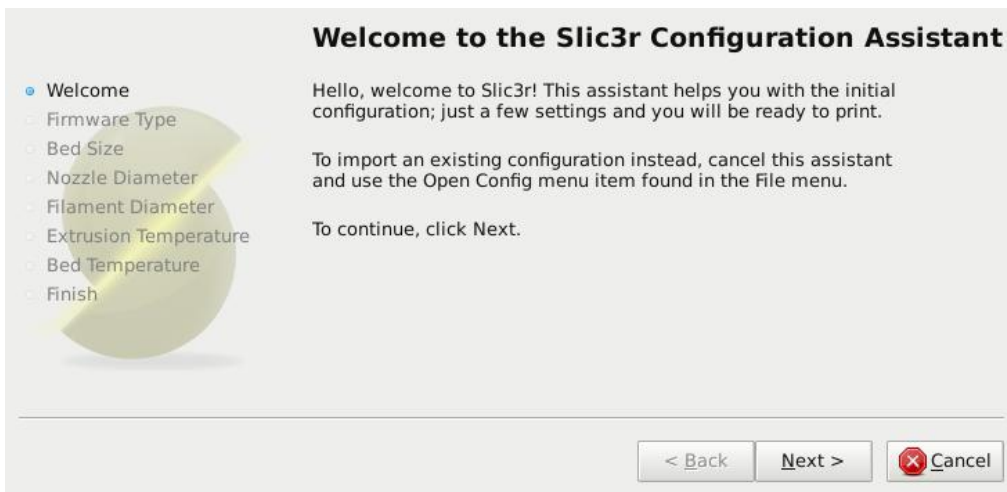 Welcome to the Slic3r Configuration Assistant
Welcome
Firmware Type
Bed Size
Nozzle Diameter
Filament Diameter
Extrusion Temperature
Bed Temperature
Finish
Hello, welcome to Slic3r! This assistant helps you with the initial
configuration; just a few settings and you will be ready to print.
To import an existing configuration instead, cancel this assistant
and use the Open Config menu item found in the File menu.
To continue, click Next.
< Back
Next >
Cancel